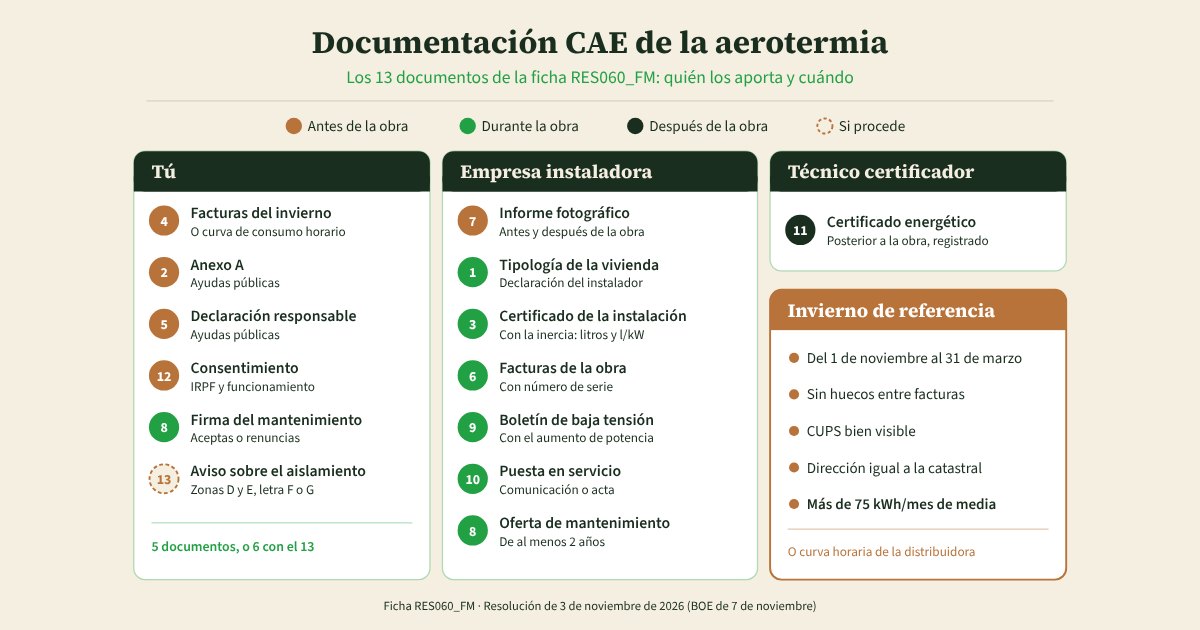 Documentación CAE de la aerotermia
Los 13 documentos de la ficha RES060_FM: quién los aporta y cuándo
Antes de la obra
Durante la obra
Después de la obra
Si procede
Tú
4
Facturas del invierno
O curva de consumo horario
2
Anexo A
Ayudas públicas
5
Declaración responsable
Ayudas públicas
12
Consentimiento
IRPF y funcionamiento
8
Firma del mantenimiento
Aceptas o renuncias
13
Aviso sobre el aislamiento
Zonas D y E, letra F o G
5 documentos, o 6 con el 13
Empresa instaladora
7
Informe fotográfico
Antes y después de la obra
1
Tipología de la vivienda
Declaración del instalador
3
Certificado de la instalación
Con la inercia: litros y l/kW
6
Facturas de la obra
Con número de serie
9
Boletín de baja tensión
Con el aumento de potencia
10
Puesta en servicio
Comunicación o acta
8
Oferta de mantenimiento
De al menos 2 años
Técnico certificador
11
Certificado energético
Posterior a la obra, registrado
Invierno de referencia
Del 1 de noviembre al 31 de marzo
Sin huecos entre facturas
CUPS bien visible
Dirección igual a la catastral
Más de 75 kWh/mes de media
O curva horaria de la distribuidora
Ficha RES060_FM · Resolución de 3 de noviembre de 2026 (BOE de 7 de noviembre)